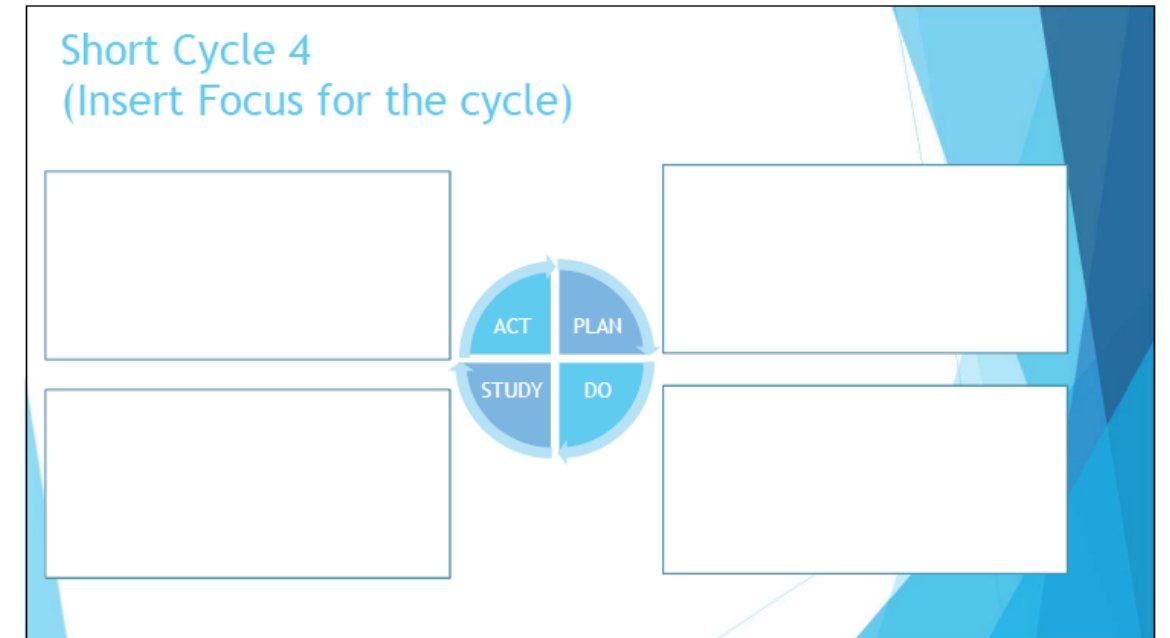 Short Cycle 4
(Insert Focus for the cycle)
ACT
PLAN
STUDY
DO